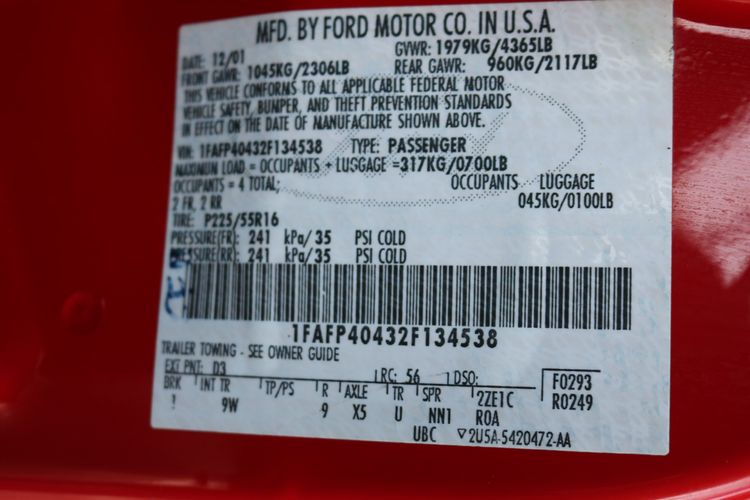 MFD. BY FORD MOTOR CO. IN U.S.A.
DATE: 12/01 GVWR: 1979KG/4365LB
FRONT GAWR: 1045KG/2306LB REAR GAWR: 960KG/2117LB
THIS VEHICLE CONFORMS TO ALL APPLICABLE FEDERAL MOTOR
VEHICLE SAFETY, BUMPER, AND THEFT PREVENTION STANDARDS
IN EFFECT ON THE DATE OF MANUFACTURE SHOWN ABOVE.
VIN: 1FAFP40432F134538 TYPE: PASSENGER
MAXIMUM LOAD = OCCUPANTS + LUGGAGE = 317KG/0700LB
OCCUPANTS = 4 TOTAL; OCCUPANTS LUGGAGE
2 FR, 2 RR 045KG/0100LB
TIRE: P225/55R16
PRESSURE(FR): 241 kPa/35 PSI COLD
PRESSURE(RR): 241 kPa/35 PSI COLD
1FAFP40432F134538
TRAILER TOWING - SEE OWNER GUIDE
EXT PNT: D3 RC: 56 DSO: F0293
BRK INT TR TP/PS R AXLE TR SPR 2ZE1C R0249
! 9W 9 X5 U NN1 ROA
UBC ▽2U5A-5420472-AA